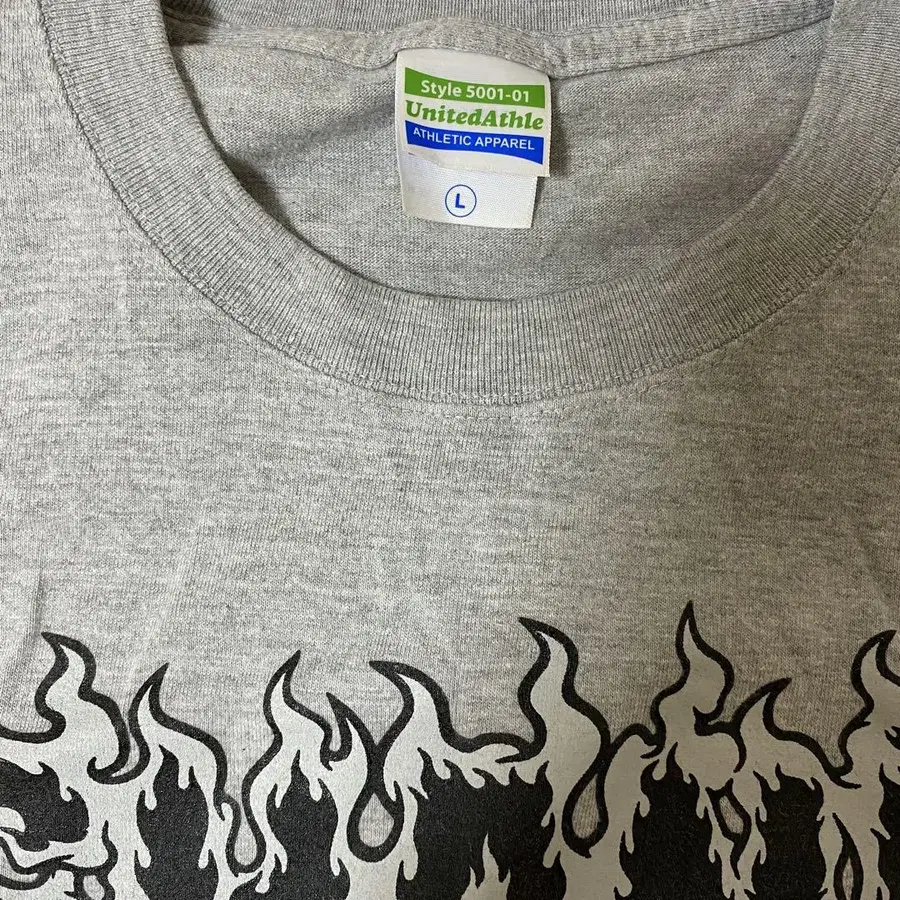 Style 5001-01
UnitedAthle
ATHLETIC APPAREL
L